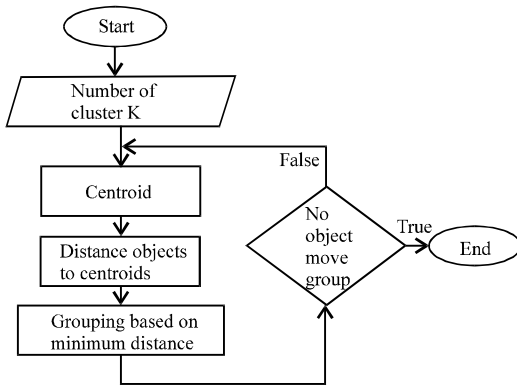 Start
Number of
cluster K
Centroid
Distance objects
to centroids
Grouping based on
minimum distance
False
No
object
move
group
True
End